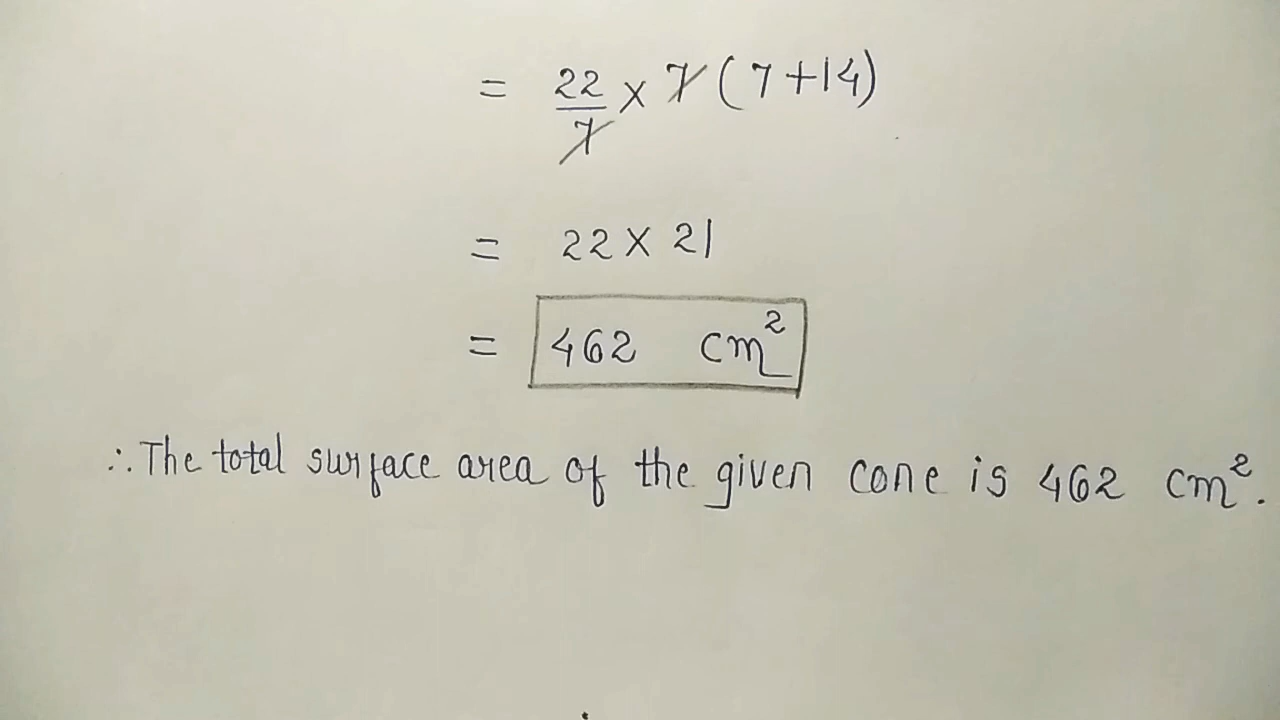 = 22/7 × 7 (7+14)
= 22 × 21
= 462 cm²
∴ The total surface area of the given cone is 462 cm².